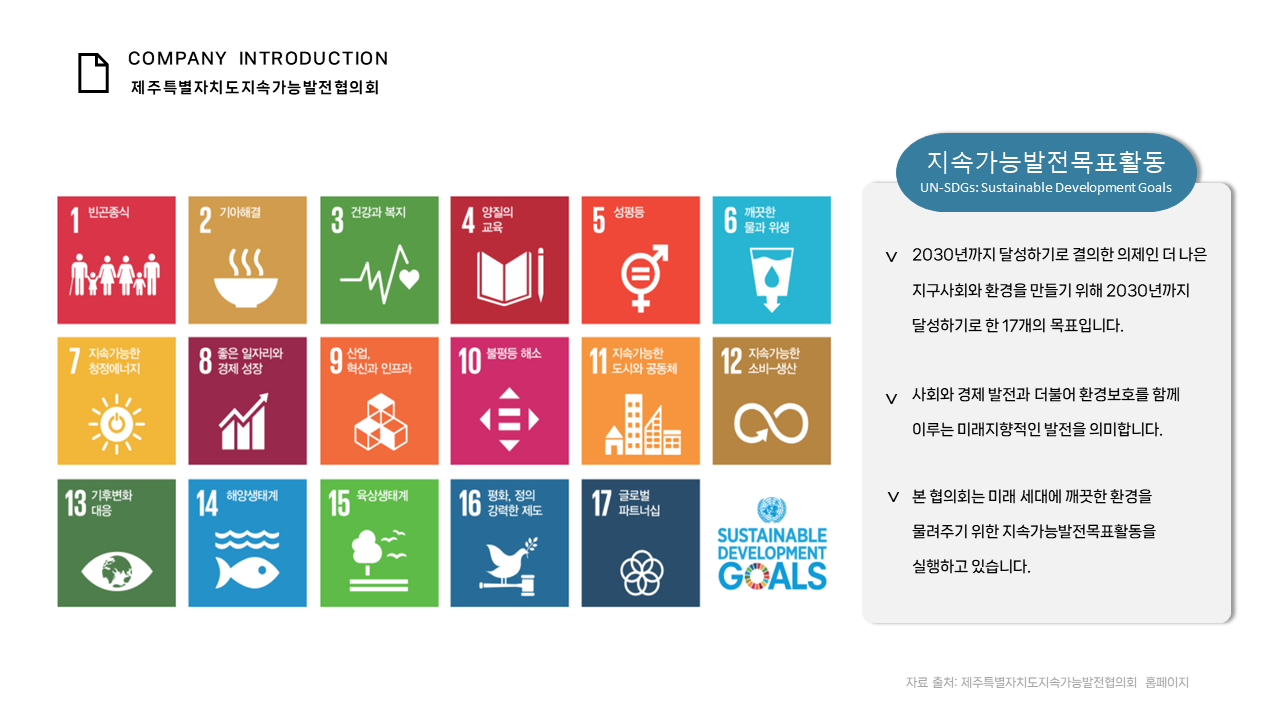 COMPANY INTRODUCTION
제주특별자치도지속가능발전협의회
1 빈곤종식
2 기아해결
3 건강과 복지
4 양질의
교육
5 성평등
6 깨끗한
물과 위생
7 지속가능한
청정에너지
8 좋은 일자리와
경제 성장
9 산업,
혁신과 인프라
10 불평등 해소
11 지속가능한
도시와 공동체
12 지속가능한
소비-생산
13 기후변화
대응
14 해양생태계
15 육상생태계
16 평화, 정의
강력한 제도
17 글로벌
파트너십
SUSTAINABLE
DEVELOPMENT
GOALS
지속가능발전목표활동
UN-SDGs: Sustainable Development Goals
V 2030년까지 달성하기로 결의한 의제인 더 나은
지구사회와 환경을 만들기 위해 2030년까지
달성하기로 한 17개의 목표입니다.
V 사회와 경제 발전과 더불어 환경보호를 함께
이루는 미래지향적인 발전을 의미합니다.
V 본 협의회는 미래 세대에 깨끗한 환경을
물려주기 위한 지속가능발전목표활동을
실행하고 있습니다.
자료 출처: 제주특별자치도지속가능발전협의회 홈페이지